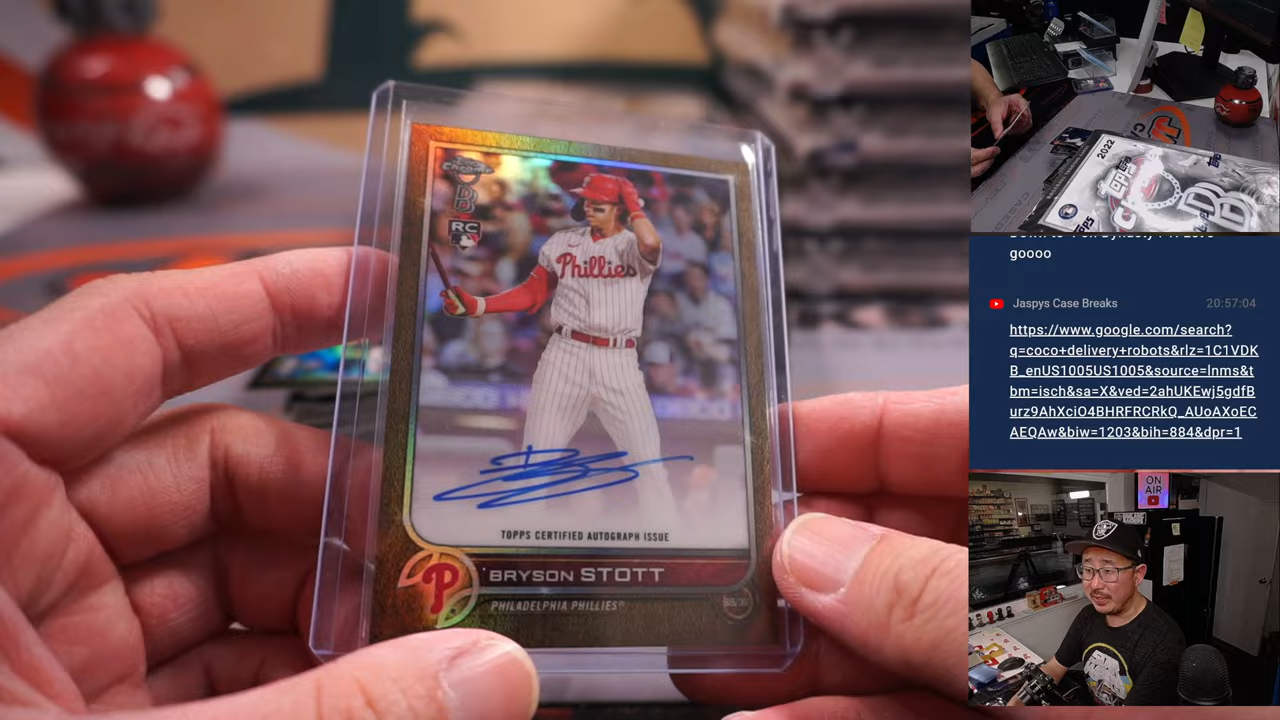 CHROME
RC
Phillies
TOPPS CERTIFIED AUTOGRAPH ISSUE
P
BRYSON STOTT
PHILADELPHIA PHILLIES
2022
TOPPS
goooo
Jaspys Case Breaks
20:57:04
https://www.google.com/search?
q=coco+delivery+robots&rlz=1C1VDK
B_enUS1005US1005&source=lnms&t
bm=isch&sa=X&ved=2ahUKEwj5gdfB
urz9AhXciO4BHRFRCRkQ_AUoAXoEC
AEQAw&biw=1203&bih=884&dpr=1
ON
AIR